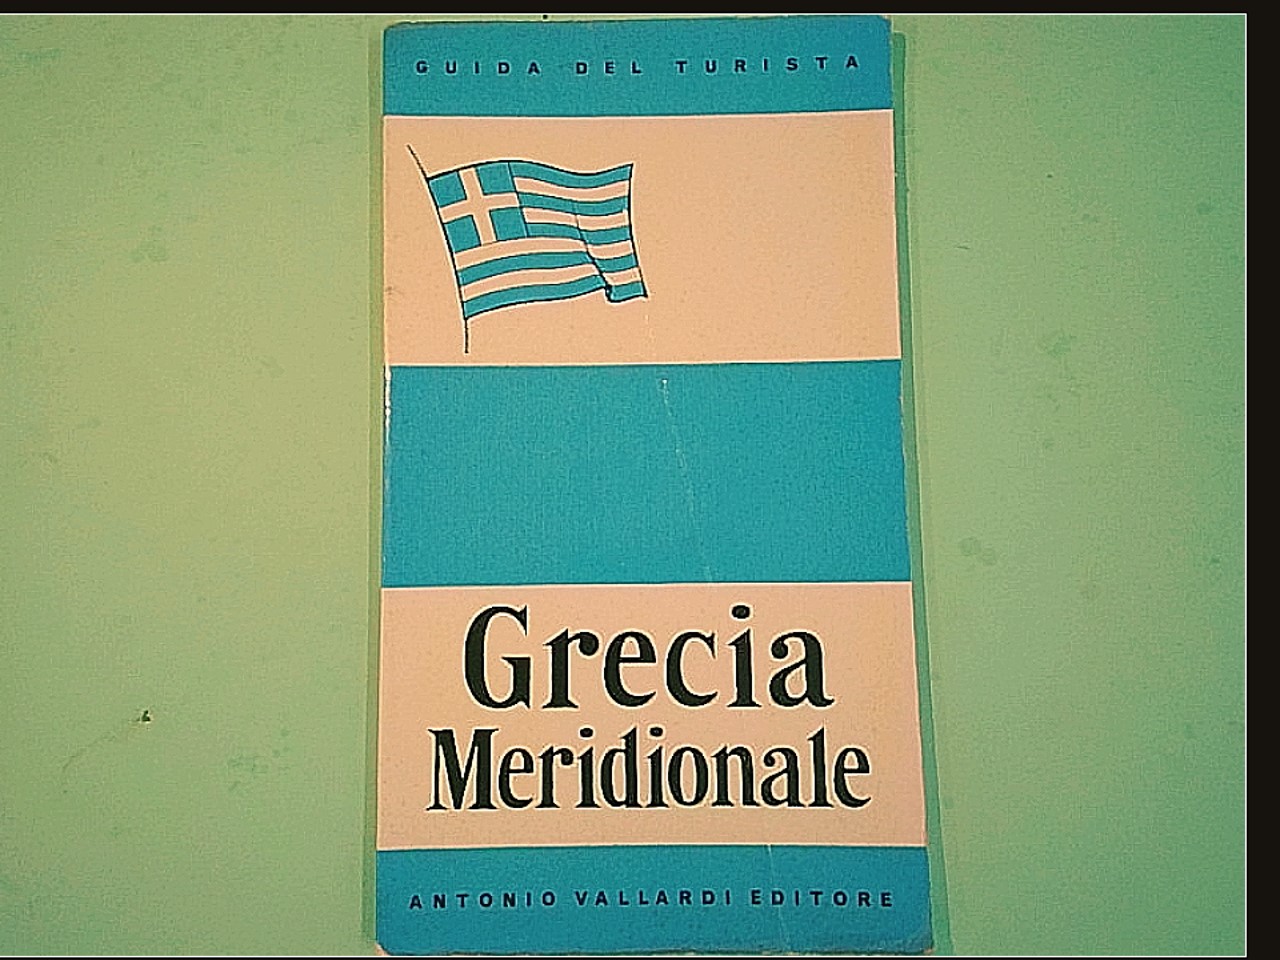 GUIDA DEL TURISTA
Grecia
Meridionale
ANTONIO VALLARDI EDITORE